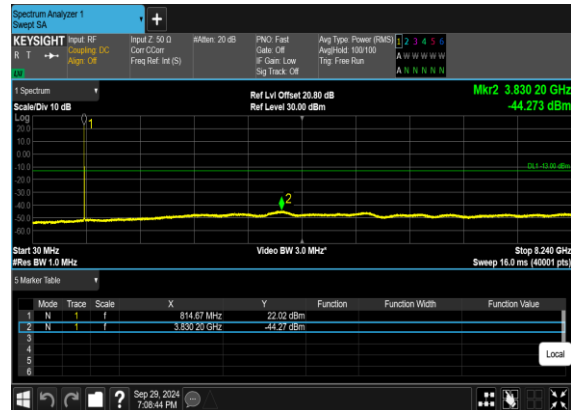 Spectrum Analyzer 1
Swept SA
+
KEYSIGHT
R T
Input: RF
Coupling: DC
Align: Off
Input Z: 50 Ω
Corr CCorr
Freq Ref: Int (S)
#Atten: 20 dB
PNO: Fast
Gate: Off
IF Gain: Low
Sig Track: Off
Avg Type: Power (RMS)
Avg|Hold: 100/100
Trig: Free Run
1 2 3 4 5 6
A W W W W W
A N N N N N
1 Spectrum
Scale/Div 10 dB
Ref Lvl Offset 20.80 dB
Ref Level 30.00 dBm
Mkr2 3.830 20 GHz
-44.273 dBm
Log
20.0
10.0
0.00
-10.0
-20.0
-30.0
-40.0
-50.0
-60.0
1
2
DL1 -13.00 dBm
Start 30 MHz
#Res BW 1.0 MHz
Video BW 3.0 MHz*
Stop 8.240 GHz
Sweep 16.0 ms (40001 pts)
5 Marker Table
Mode Trace Scale X Y Function Function Width Function Value
1 N 1 f 814.67 MHz 22.02 dBm
2 N 1 f 3.830 20 GHz -44.27 dBm
3
4
5
6
Local
?
Sep 29, 2024
7:08:44 PM